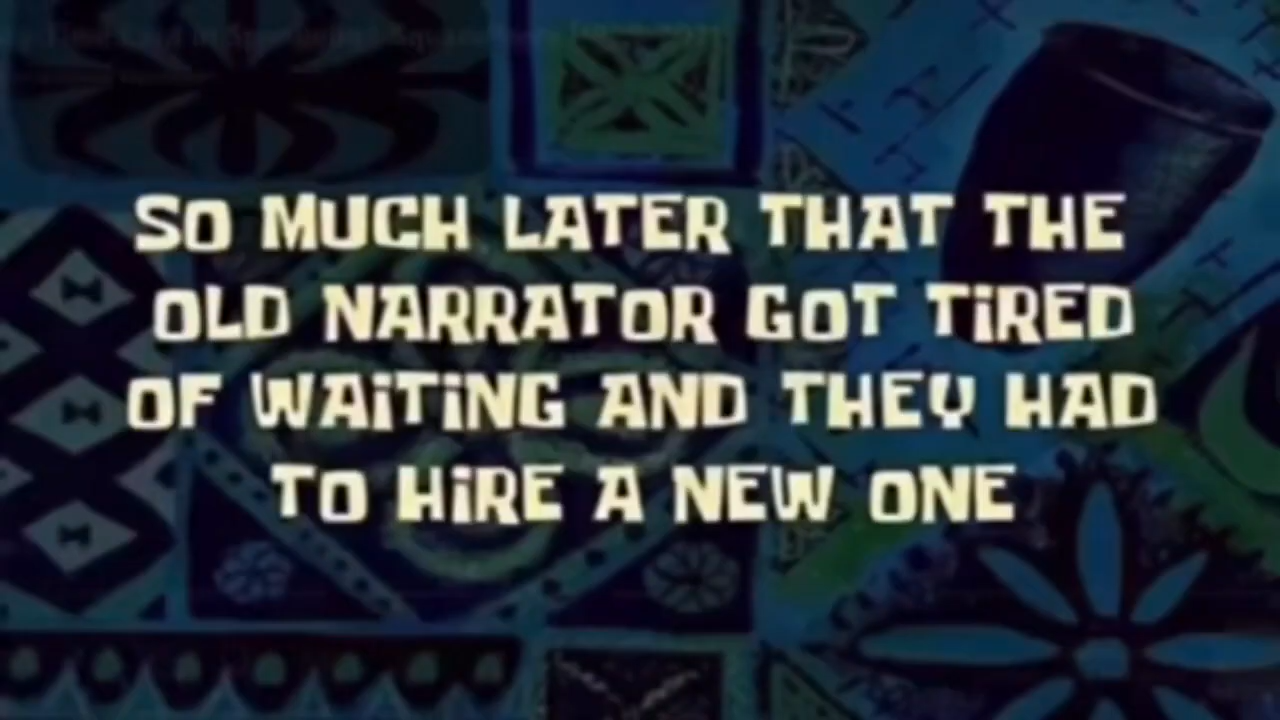 SO MUCH LATER THAT THE
OLD NARRATOR GOT TIRED
OF WAITING AND THEY HAD
TO HIRE A NEW ONE